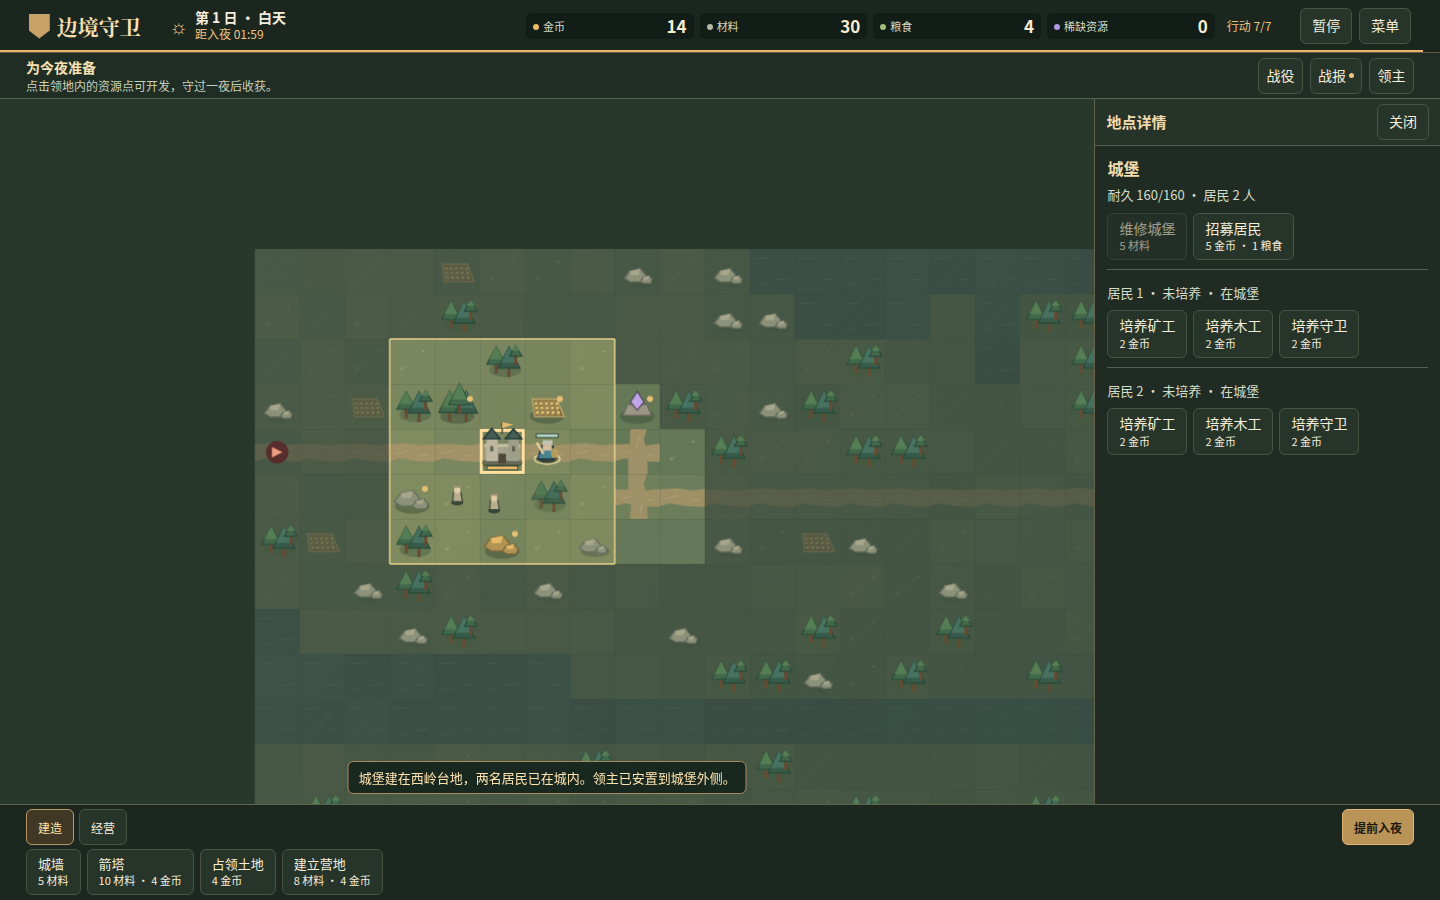 边境守卫
第 1 日 · 白天
距入夜 01:59
金币 14
材料 30
粮食 4
稀缺资源 0
行动 7/7
暂停
菜单
为今夜准备
点击领地内的资源点可开发，守过一夜后收获。
战役
战报
领主
地点详情
关闭
城堡
耐久 160/160 · 居民 2 人
维修城堡
5 材料
招募居民
5 金币 · 1 粮食
居民 1 · 未培养 · 在城堡
培养矿工
2 金币
培养木工
2 金币
培养守卫
2 金币
居民 2 · 未培养 · 在城堡
培养矿工
2 金币
培养木工
2 金币
培养守卫
2 金币
城堡建在西岭台地，两名居民已在城内。领主已安置到城堡外侧。
建造
经营
提前入夜
城墙
5 材料
箭塔
10 材料 · 4 金币
占领土地
4 金币
建立营地
8 材料 · 4 金币